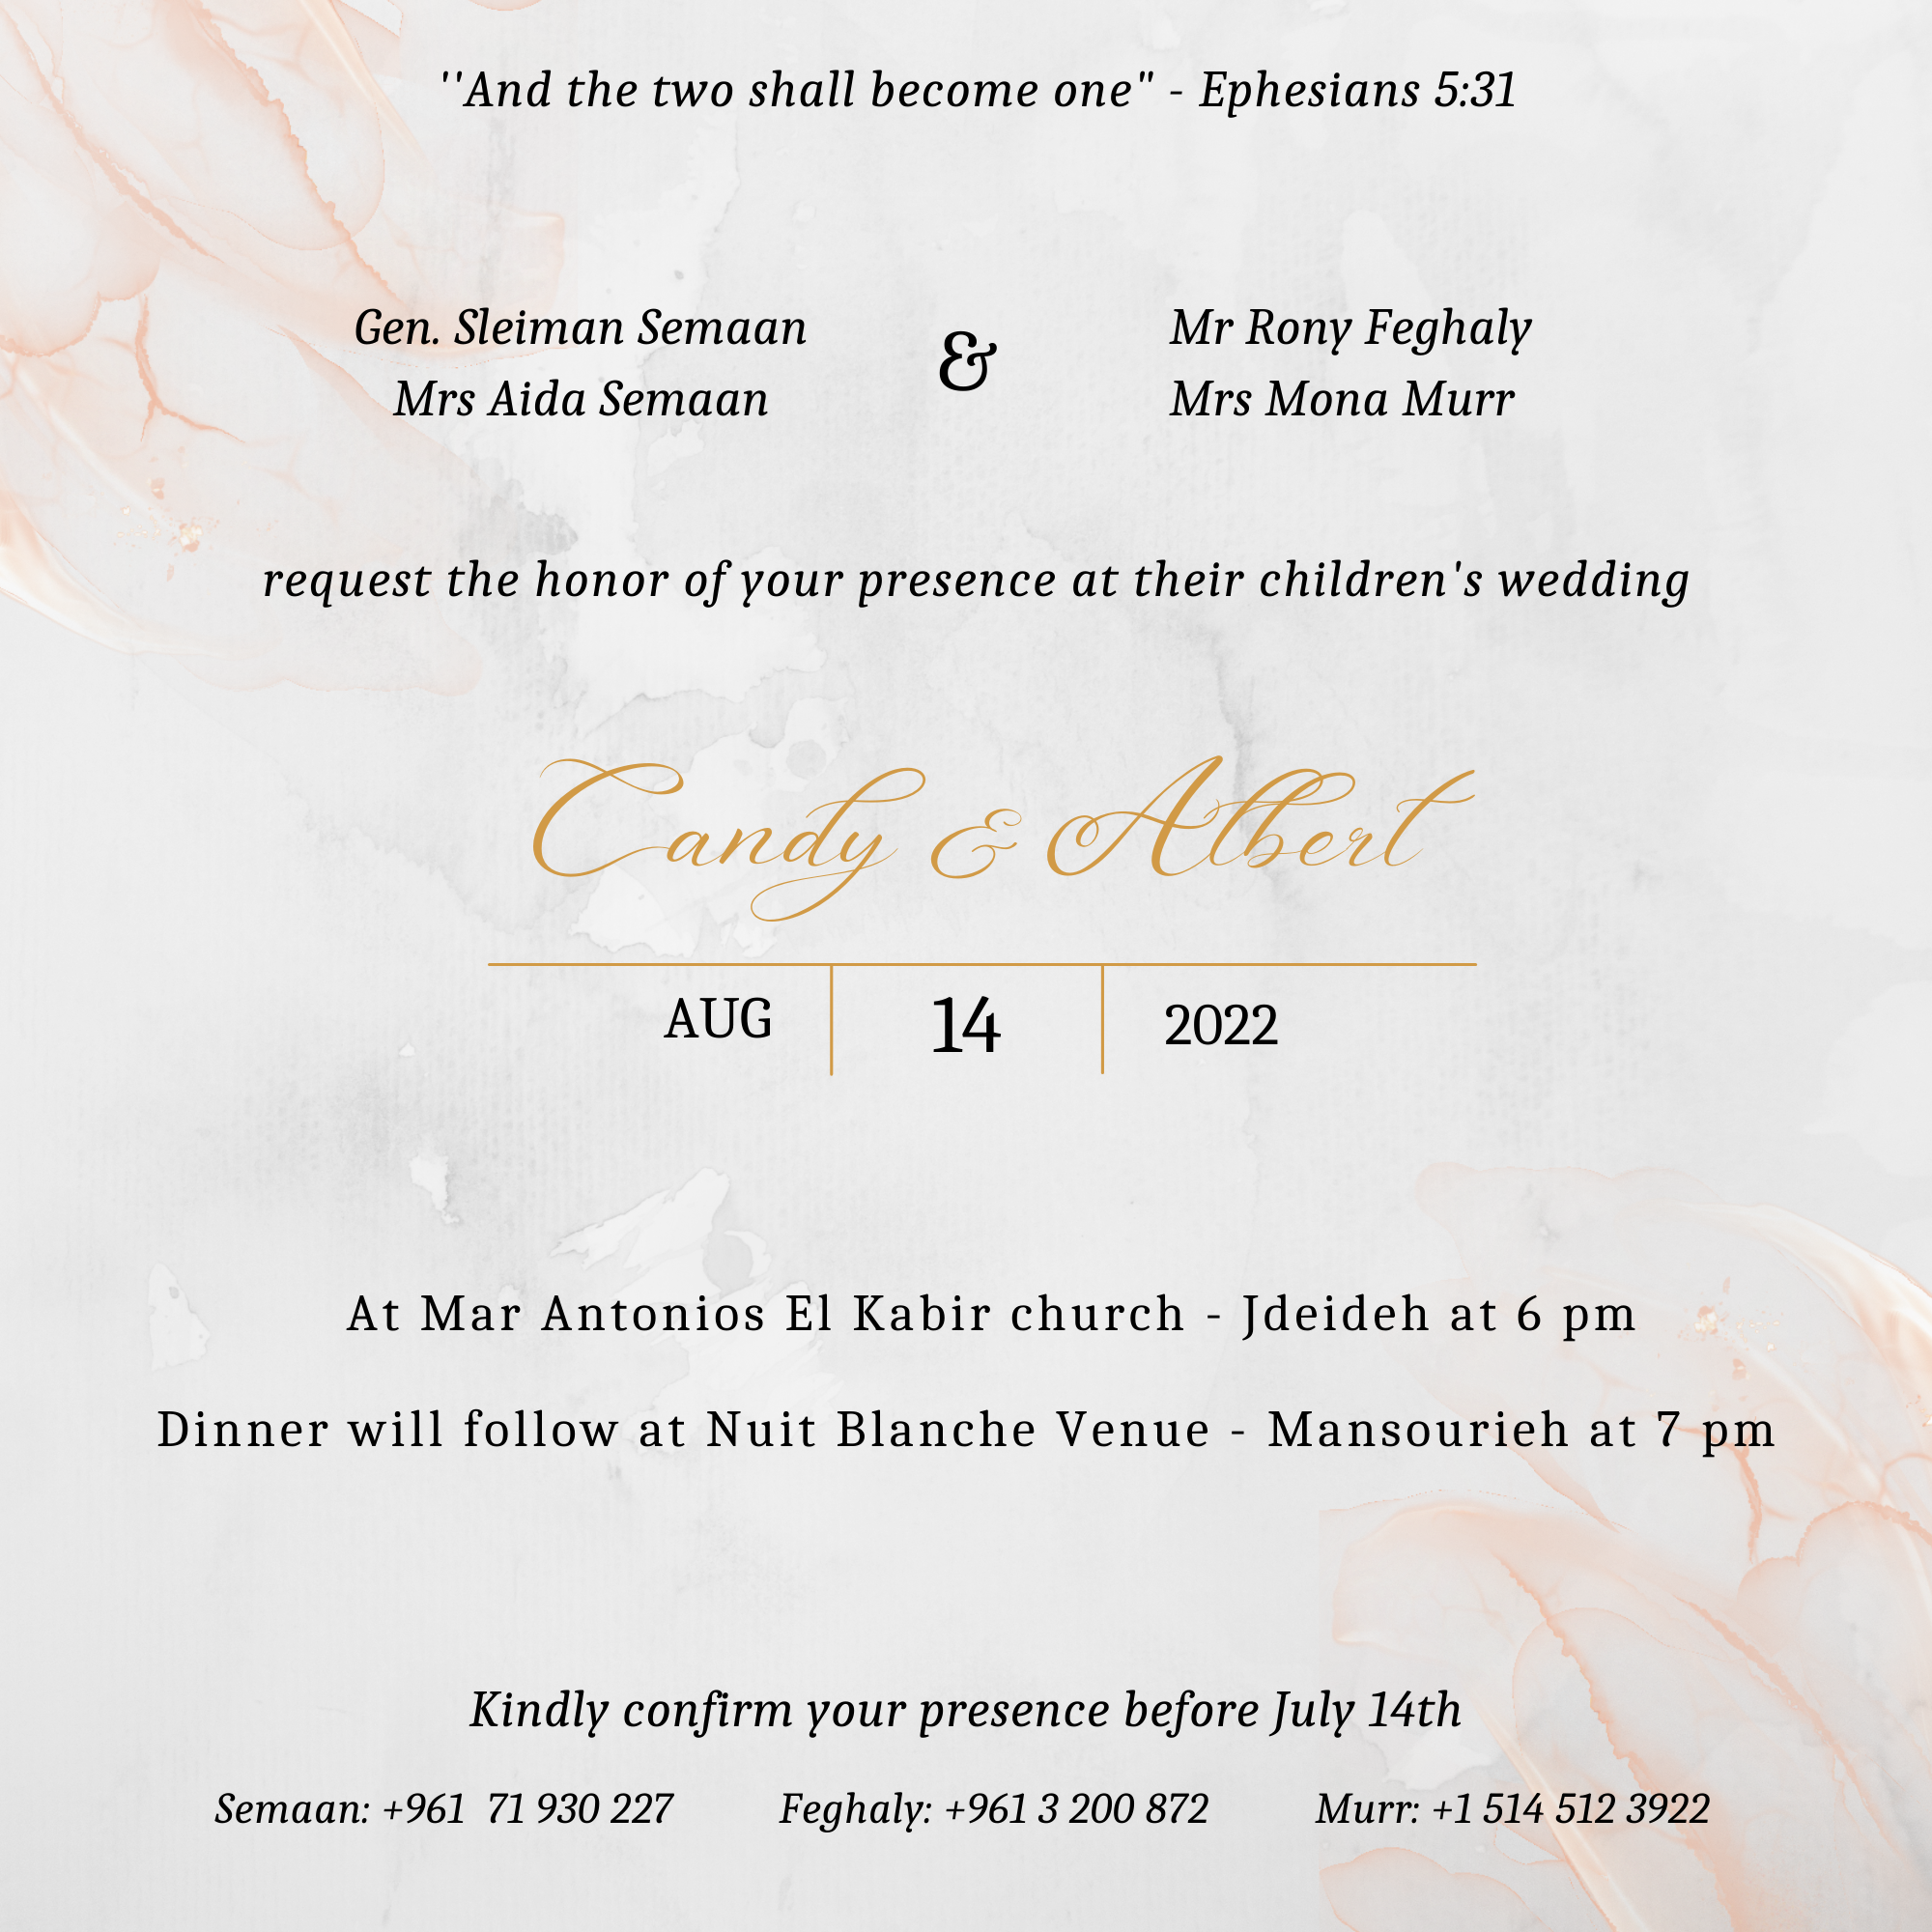 ''And the two shall become one" - Ephesians 5:31
Gen. Sleiman Semaan
Mrs Aida Semaan
&
Mr Rony Feghaly
Mrs Mona Murr
request the honor of your presence at their children's wedding
Candy & Albert
AUG 14 2022
At Mar Antonios El Kabir church - Jdeideh at 6 pm
Dinner will follow at Nuit Blanche Venue - Mansourieh at 7 pm
Kindly confirm your presence before July 14th
Semaan: +961  71 930 227 Feghaly: +961 3 200 872 Murr: +1 514 512 3922